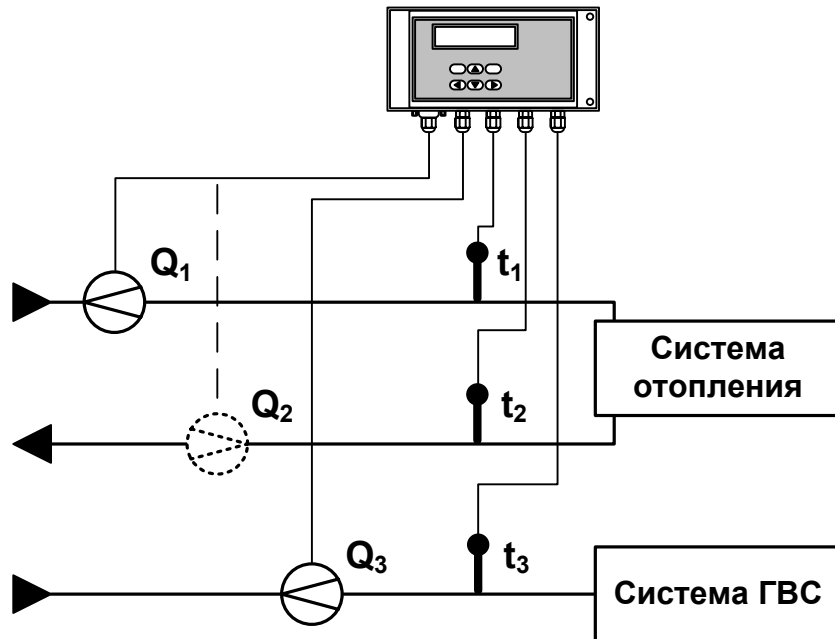 Q₁
t₁
Система
отопления
Q₂
t₂
Q₃
t₃
Система ГВС